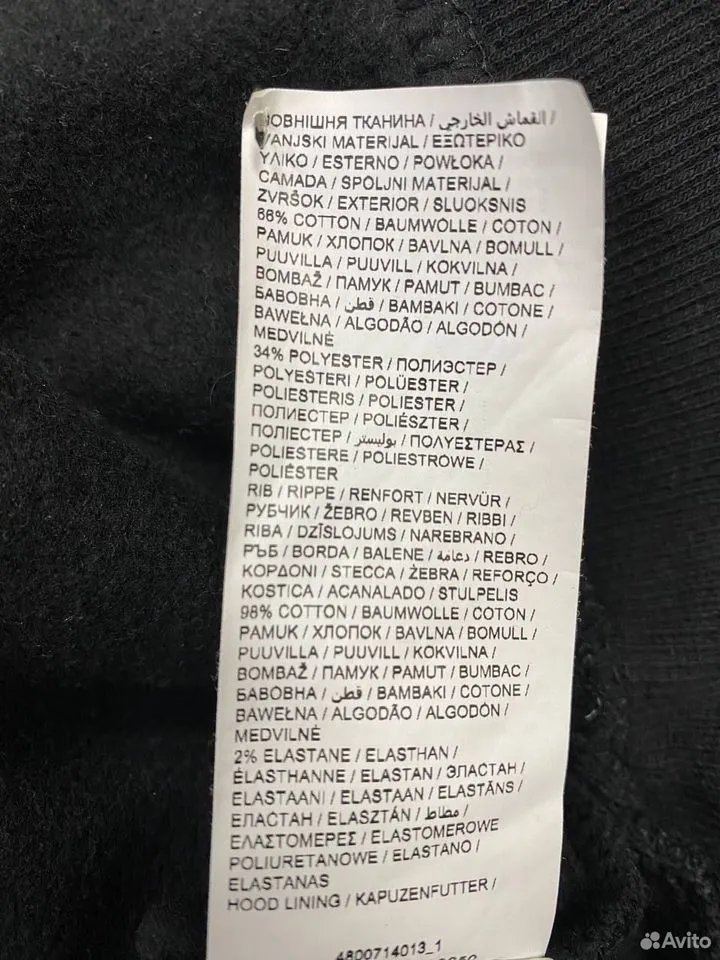 ЗОВНІШНЯ ТКАНИНА / القماش الخارجي /
VANJSKI MATERIJAL / ΕΞΩΤΕΡΙΚΟ
ΥΛΙΚΟ / ESTERNO / POWŁOKA /
CAMADA / SPOLJNI MATERIJAL /
ZVRŠOK / EXTERIOR / SLUOKSNIS
66% COTTON / BAUMWOLLE / COTON /
PAMUK / ХЛОПОК / BAVLNA / BOMULL /
PUUVILLA / PUUVILL / KOKVILNA /
BOMBAŽ / ПАМУК / PAMUT / BUMBAC /
БАВОВНА / قطن / BAMBAKI / COTONE /
BAWEŁNA / ALGODÃO / ALGODÓN /
MEDVILNĖ
34% POLYESTER / ПОЛИЭСТЕР /
POLYESTERI / POLÜESTER /
POLIESTERIS / POLIESTER /
ПОЛИЕСТЕР / POLIÉSZTER /
ПОЛІЕСТЕР / بوليستر / ΠΟΛΥΕΣΤΕΡΑΣ /
POLIESTERE / POLIESTROWE /
POLIÉSTER
RIB / RIPPE / RENFORT / NERVÜR /
РУБЧИК / ŽEBRO / REVBEN / RIBBI /
RIBA / DZĪSLOJUMS / NAREBRANO /
РЪБ / BORDA / BALENE / دعامة / REBRO /
ΚΟΡΔΟΝΙ / STECCA / ŻEBRA / REFORÇO /
KOSTICA / ACANALADO / STULPELIS
98% COTTON / BAUMWOLLE / COTON /
PAMUK / ХЛОПОК / BAVLNA / BOMULL /
PUUVILLA / PUUVILL / KOKVILNA /
BOMBAŽ / ПАМУК / PAMUT / BUMBAC /
БАВОВНА / قطن / BAMBAKI / COTONE /
BAWEŁNA / ALGODÃO / ALGODÓN /
MEDVILNĖ
2% ELASTANE / ELASTHAN /
ÉLASTHANNE / ELASTAN / ЭЛАСТАН /
ELASTAANI / ELASTAAN / ELASTĀNS /
ЕЛАСТАН / ELASZTÁN / مطاط /
ΕΛΑΣΤΟΜΕΡΕΣ / ELASTOMEROWE
POLIURETANOWE / ELASTANO /
ELASTANAS
HOOD LINING / KAPUZENFUTTER /
4800714013_1
Avito